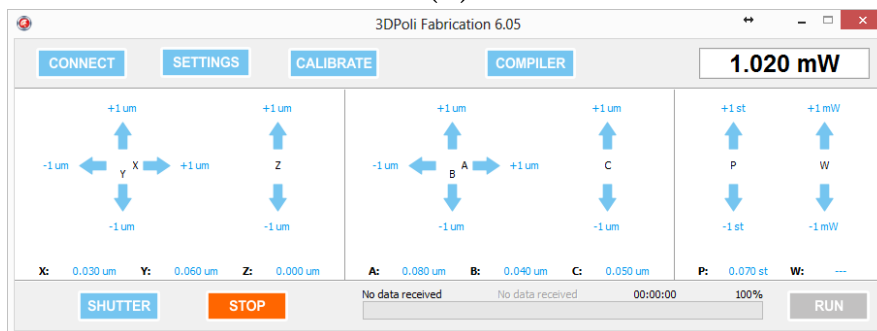 3DPoli Fabrication 6.05
CONNECT SETTINGS CALIBRATE COMPILER 1.020 mW
+1 um +1 um +1 um +1 um +1 st +1 mW
-1 um Y X +1 um Z -1 um B A +1 um C P W
-1 um -1 um -1 um -1 um -1 st -1 mW
X: 0.030 um Y: 0.060 um Z: 0.000 um A: 0.080 um B: 0.040 um C: 0.050 um P: 0.070 st W: ---
SHUTTER STOP No data received No data received 00:00:00 100% RUN